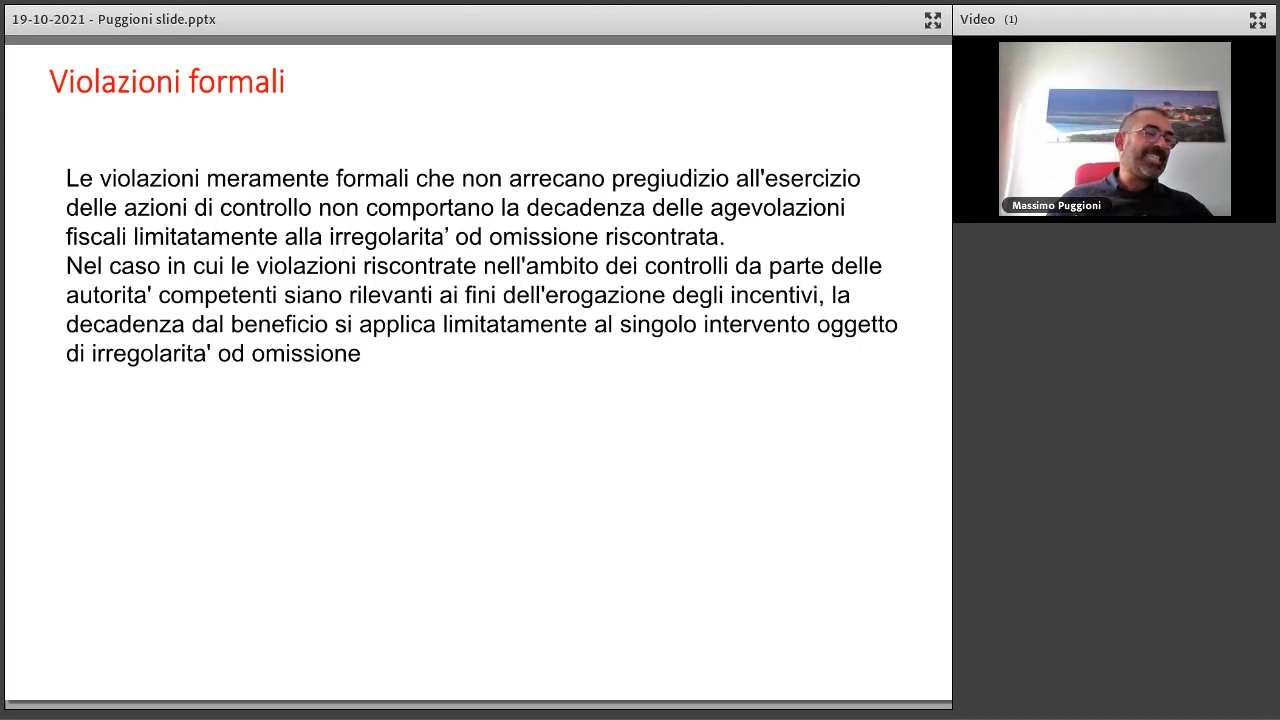 19-10-2021 - Puggioni slide.pptx
Video (1)
Violazioni formali
Le violazioni meramente formali che non arrecano pregiudizio all'esercizio
delle azioni di controllo non comportano la decadenza delle agevolazioni
fiscali limitatamente alla irregolarita’ od omissione riscontrata.
Nel caso in cui le violazioni riscontrate nell'ambito dei controlli da parte delle
autorita' competenti siano rilevanti ai fini dell'erogazione degli incentivi, la
decadenza dal beneficio si applica limitatamente al singolo intervento oggetto
di irregolarita' od omissione
Massimo Puggioni